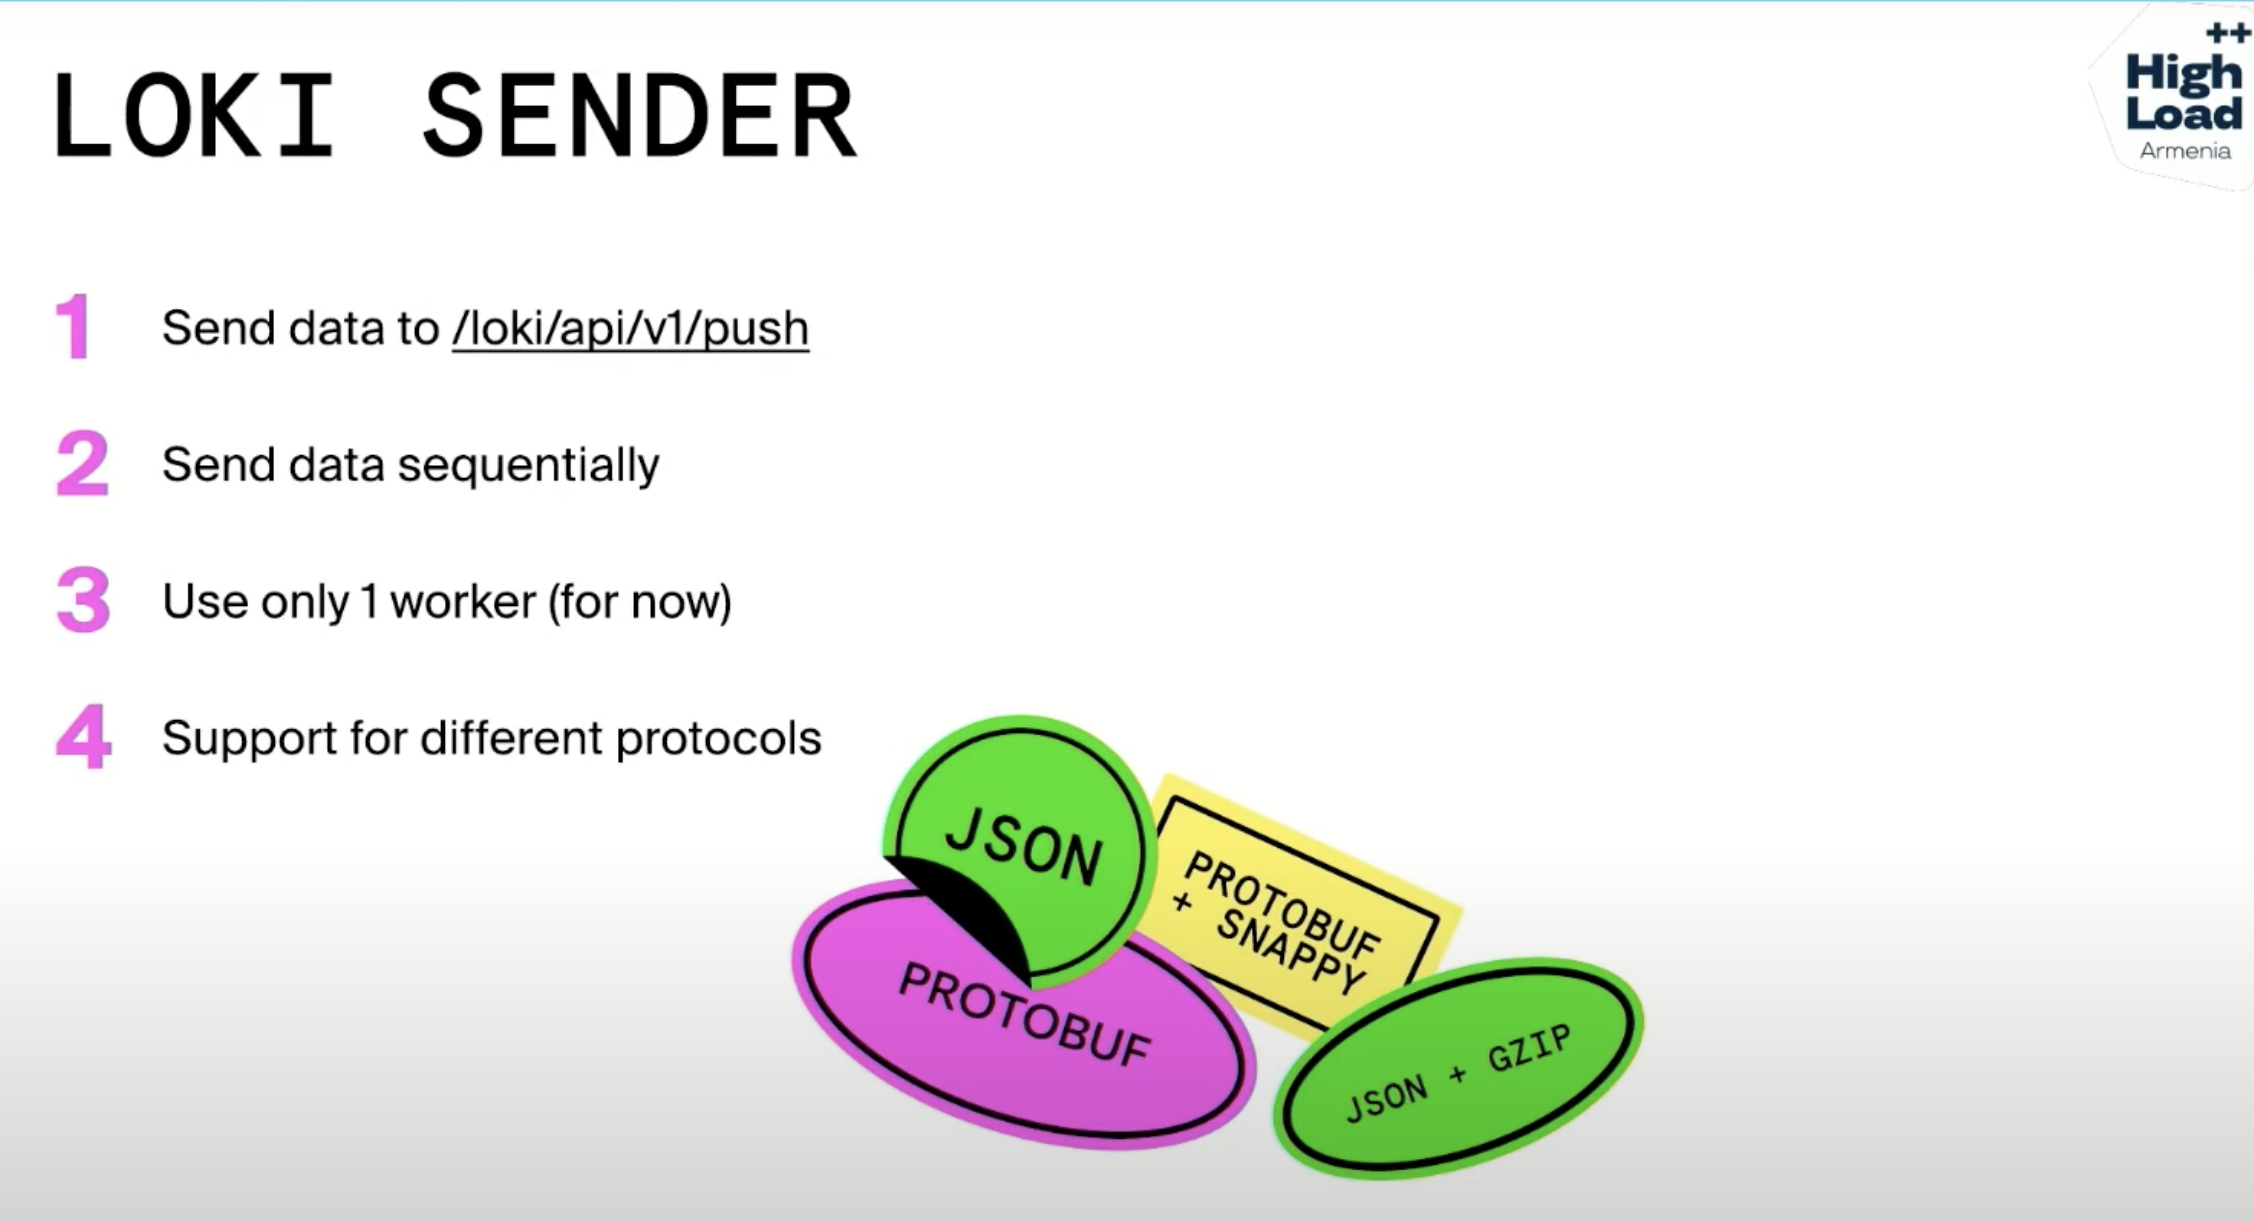 LOKI SENDER
++
High
Load
Armenia
1 Send data to /loki/api/v1/push
2 Send data sequentially
3 Use only 1 worker (for now)
4 Support for different protocols
JSON
PROTOBUF
+ SNAPPY
PROTOBUF
JSON + GZIP